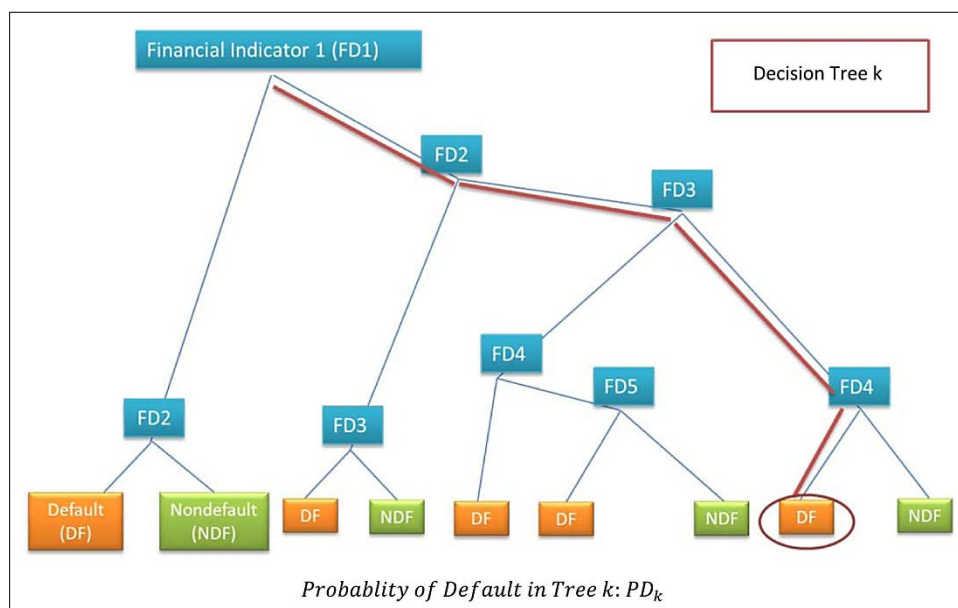 Financial Indicator 1 (FD1)
Decision Tree k
FD2
FD3
FD4
FD5
FD4
FD2
FD3
Default
(DF)
Nondefault
(NDF)
DF
NDF
DF
DF
NDF
DF
NDF
Probablity of Default in Tree k: PDₖ